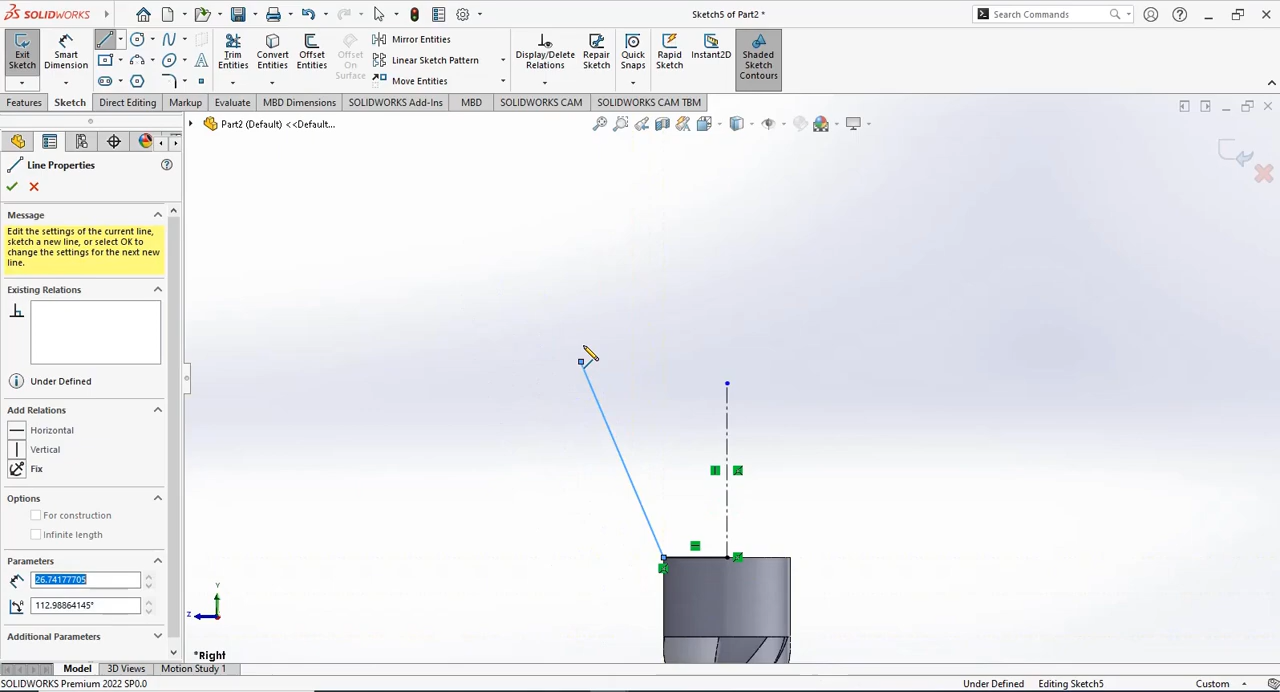 SOLIDWORKS
Sketch5 of Part2 *
Search Commands
Exit Sketch
Smart Dimension
Trim Entities
Convert Entities
Offset Entities
Offset On Surface
Mirror Entities
Linear Sketch Pattern
Move Entities
Display/Delete Relations
Repair Sketch
Quick Snaps
Rapid Sketch
Instant2D
Shaded Sketch Contours
Features
Sketch
Direct Editing
Markup
Evaluate
MBD Dimensions
SOLIDWORKS Add-Ins
MBD
SOLIDWORKS CAM
SOLIDWORKS CAM TBM
Part2 (Default) <<Default...
Line Properties
Message
Edit the settings of the current line,
sketch a new line, or select OK to
change the settings for the next new
line.
Existing Relations
Under Defined
Add Relations
Horizontal
Vertical
Fix
Options
For construction
Infinite length
Parameters
26.74177705
112.98864145°
Additional Parameters
Y
Z
*Right
Model
3D Views
Motion Study 1
SOLIDWORKS Premium 2022 SP0.0
Under Defined
Editing Sketch5
Custom